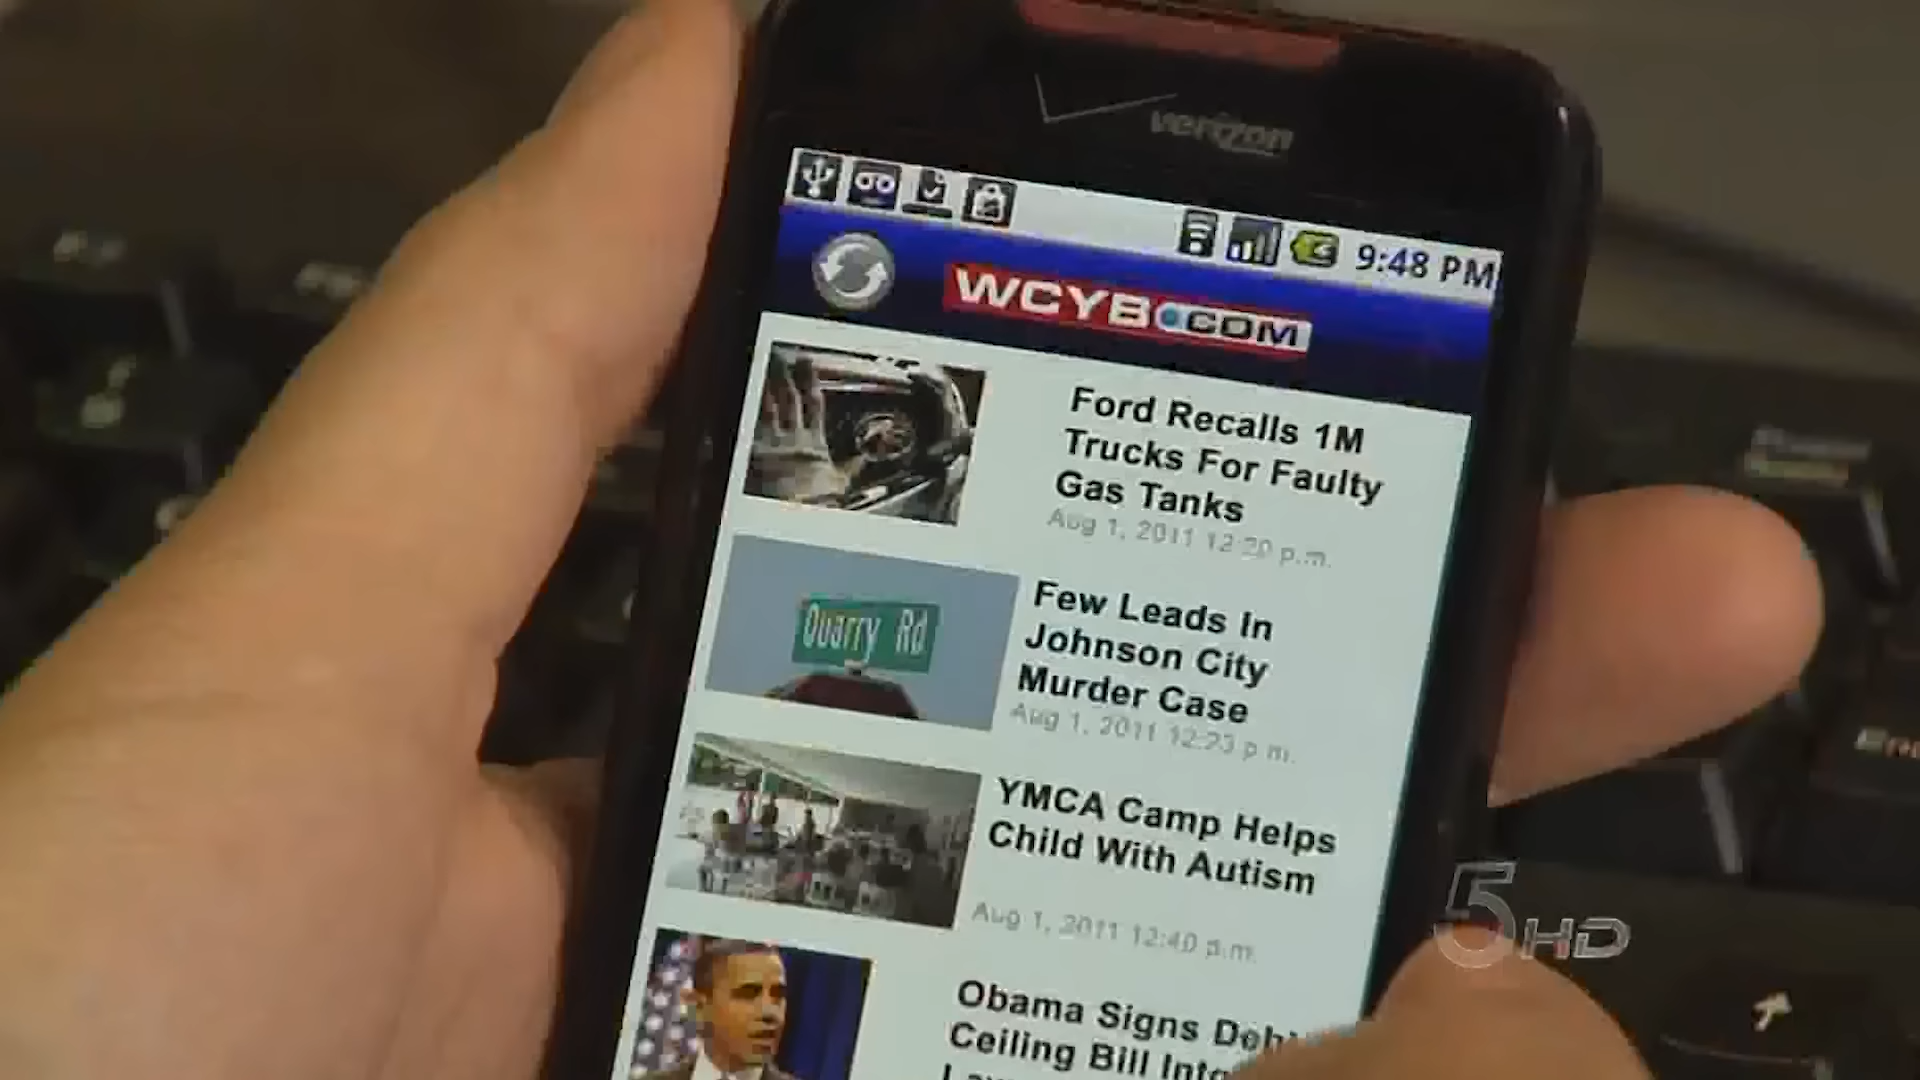 verizon
9:48 PM
WCYB.COM
Ford Recalls 1M
Trucks For Faulty
Gas Tanks
Aug 1, 2011 12:20 p.m.
Quarry Rd
Few Leads In
Johnson City
Murder Case
Aug 1, 2011 12:23 p.m.
YMCA Camp Helps
Child With Autism
Aug 1, 2011 12:40 p.m.
Obama Signs
Ceiling Bill
5 HD